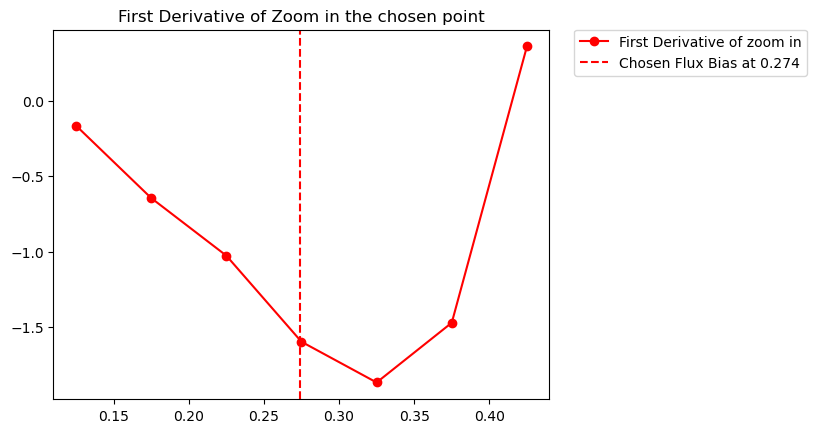 First Derivative of Zoom in the chosen point
First Derivative of zoom in
Chosen Flux Bias at 0.274
0.0
−0.5
−1.0
−1.5
0.15 0.20 0.25 0.30 0.35 0.40